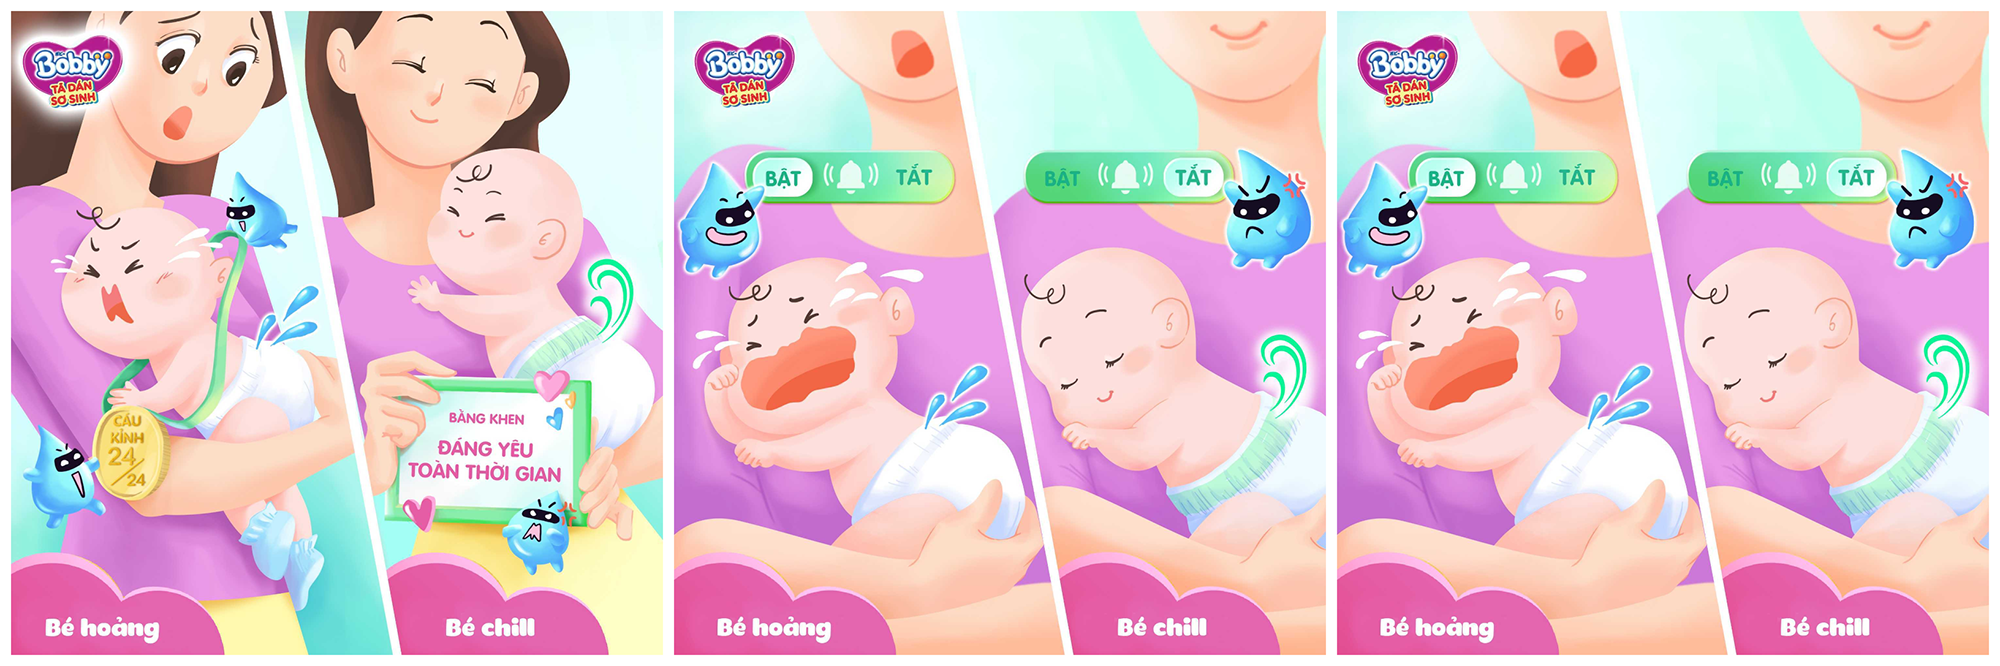 Bobby
TÃ DÁN
SƠ SINH
CÁU
KỈNH
24/24
BẰNG KHEN
ĐÁNG YÊU
TOÀN THỜI GIAN
Bé hoảng
Bé chill
Bobby
TÃ DÁN
SƠ SINH
BẬT TẮT
BẬT TẮT
Bé hoảng
Bé chill
Bobby
TÃ DÁN
SƠ SINH
BẬT TẮT
BẬT TẮT
Bé hoảng
Bé chill